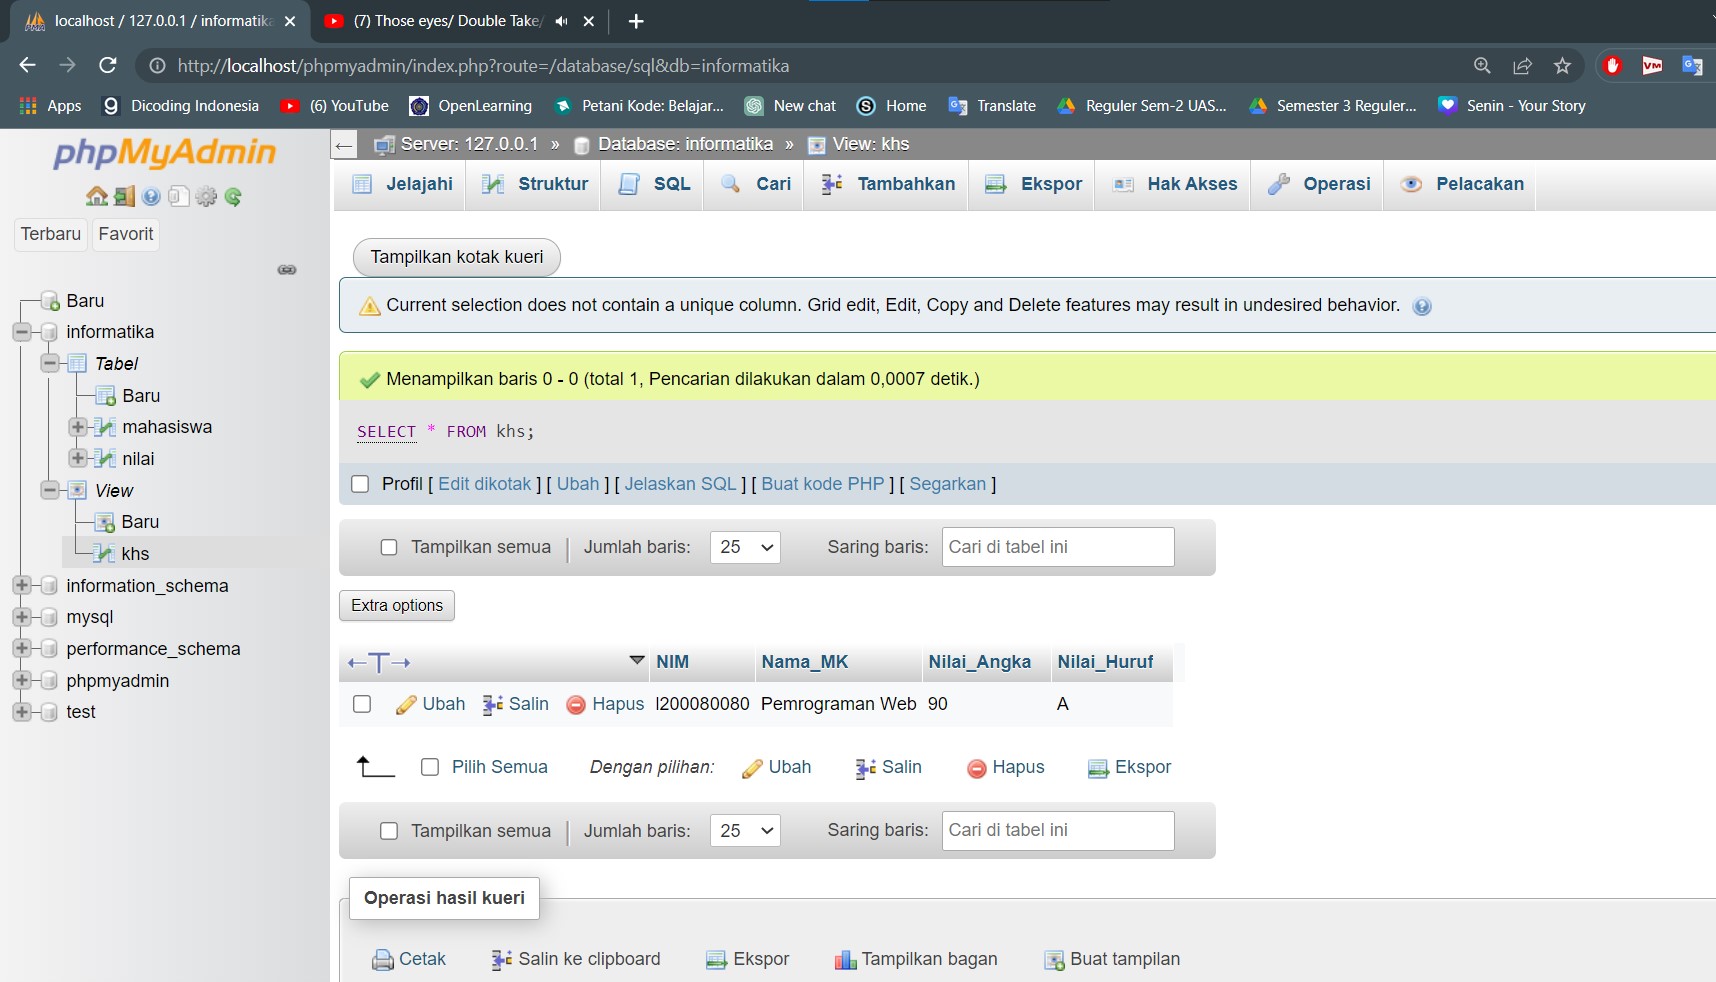 localhost / 127.0.0.1 / informatika
(7) Those eyes/ Double Take/
http://localhost/phpmyadmin/index.php?route=/database/sql&db=informatika
Apps
Dicoding Indonesia
(6) YouTube
OpenLearning
Petani Kode: Belajar...
New chat
Home
Translate
Reguler Sem-2 UAS...
Semester 3 Reguler...
Senin - Your Story
phpMyAdmin
Terbaru Favorit
Baru
informatika
Tabel
Baru
mahasiswa
nilai
View
Baru
khs
information_schema
mysql
performance_schema
phpmyadmin
test
Server: 127.0.0.1 » Database: informatika » View: khs
Jelajahi Struktur SQL Cari Tambahkan Ekspor Hak Akses Operasi Pelacakan
Tampilkan kotak kueri
Current selection does not contain a unique column. Grid edit, Edit, Copy and Delete features may result in undesired behavior.
Menampilkan baris 0 - 0 (total 1, Pencarian dilakukan dalam 0,0007 detik.)
SELECT * FROM khs;
Profil [ Edit dikotak ] [ Ubah ] [ Jelaskan SQL ] [ Buat kode PHP ] [ Segarkan ]
Tampilkan semua | Jumlah baris: 25 Saring baris: Cari di tabel ini
Extra options
←T→ NIM Nama_MK Nilai_Angka Nilai_Huruf
Ubah Salin Hapus l200080080 Pemrograman Web 90 A
Pilih Semua Dengan pilihan: Ubah Salin Hapus Ekspor
Tampilkan semua | Jumlah baris: 25 Saring baris: Cari di tabel ini
Operasi hasil kueri
Cetak Salin ke clipboard Ekspor Tampilkan bagan Buat tampilan